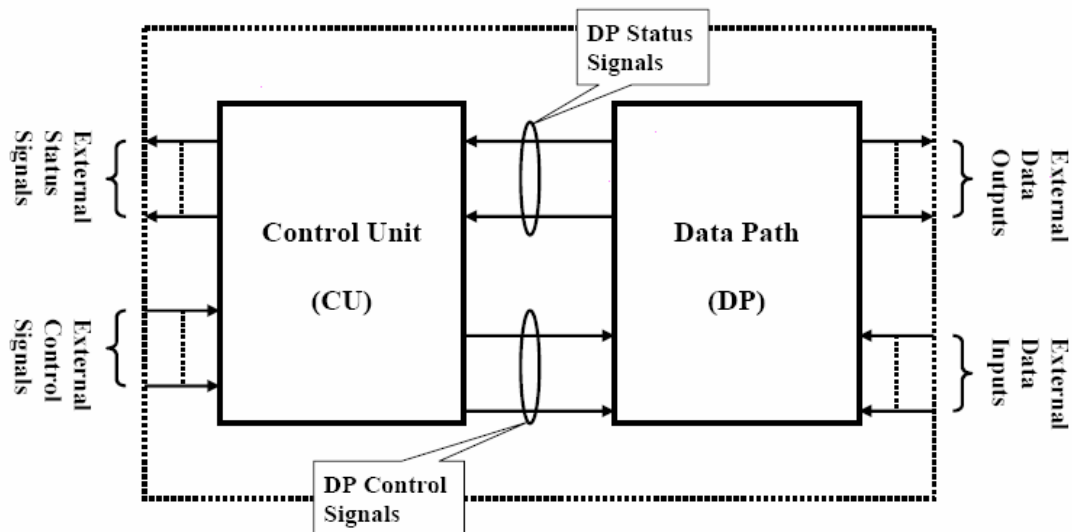 DP Status
Signals
External
Status
Signals
External
Control
Signals
Control Unit
(CU)
Data Path
(DP)
External
Data
Outputs
External
Data
Inputs
DP Control
Signals